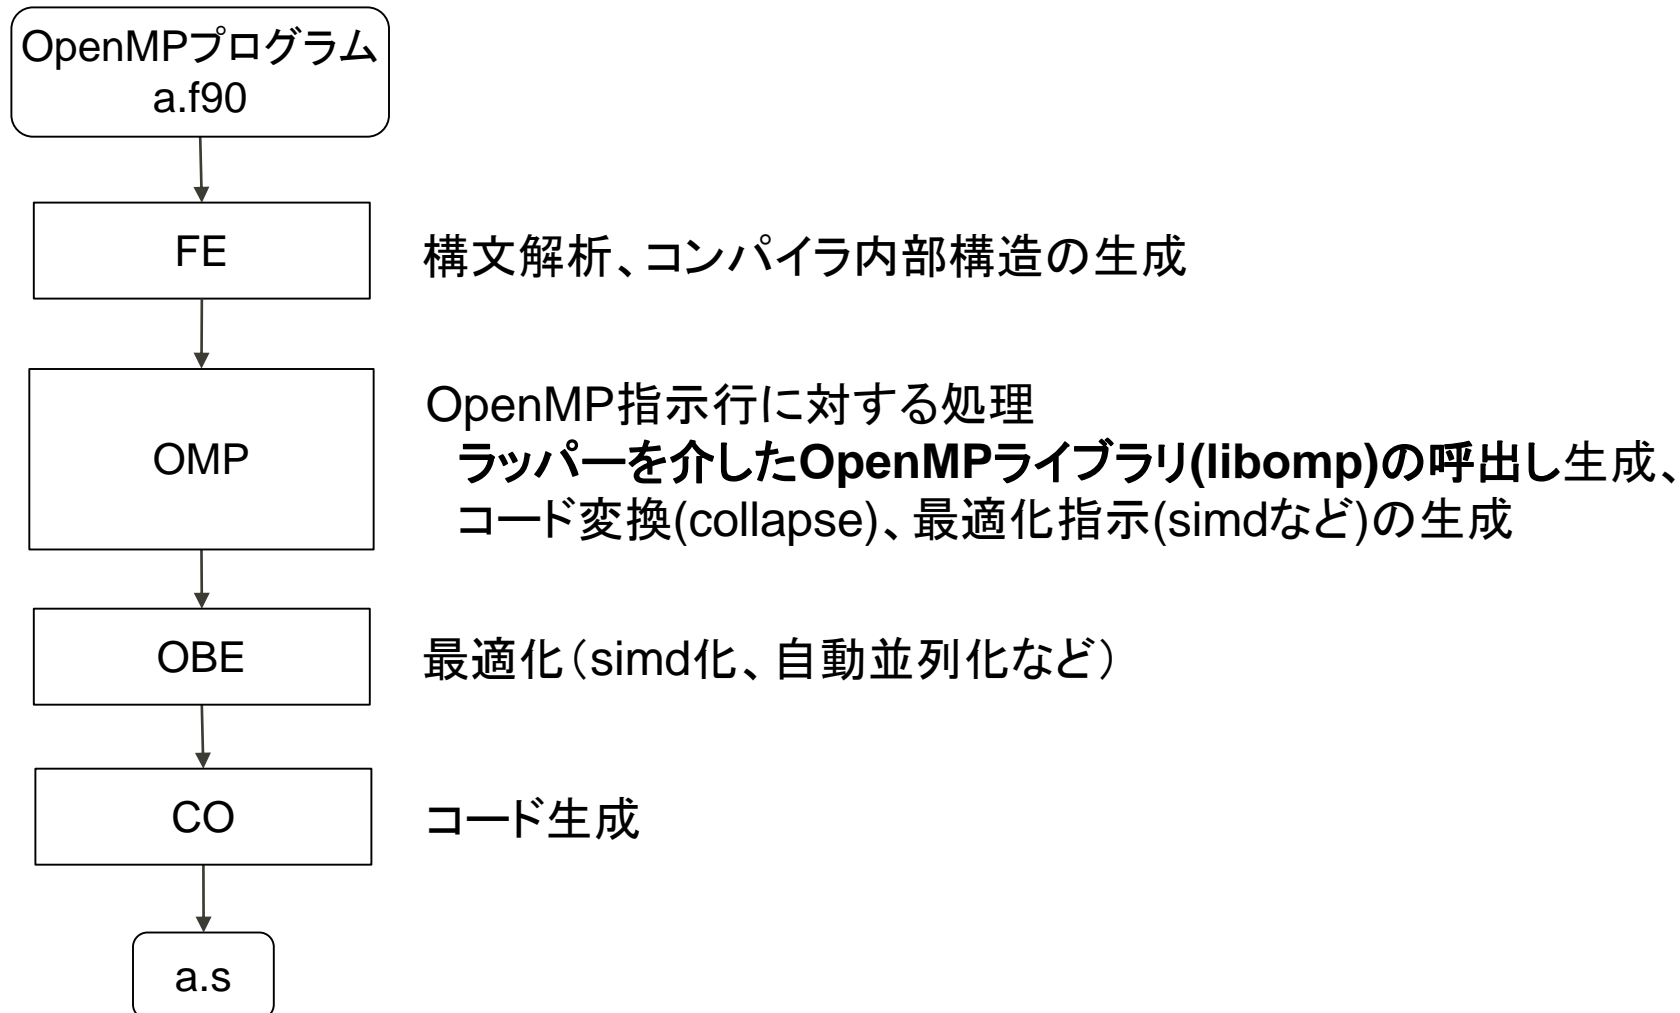 OpenMPプログラム
a.f90
FE
構文解析、コンパイラ内部構造の生成
OMP
OpenMP指示行に対する処理
ラッパーを介したOpenMPライブラリ(libomp)の呼出し生成、
コード変換(collapse)、最適化指示(simdなど)の生成
OBE
最適化（simd化、自動並列化など）
CO
コード生成
a.s